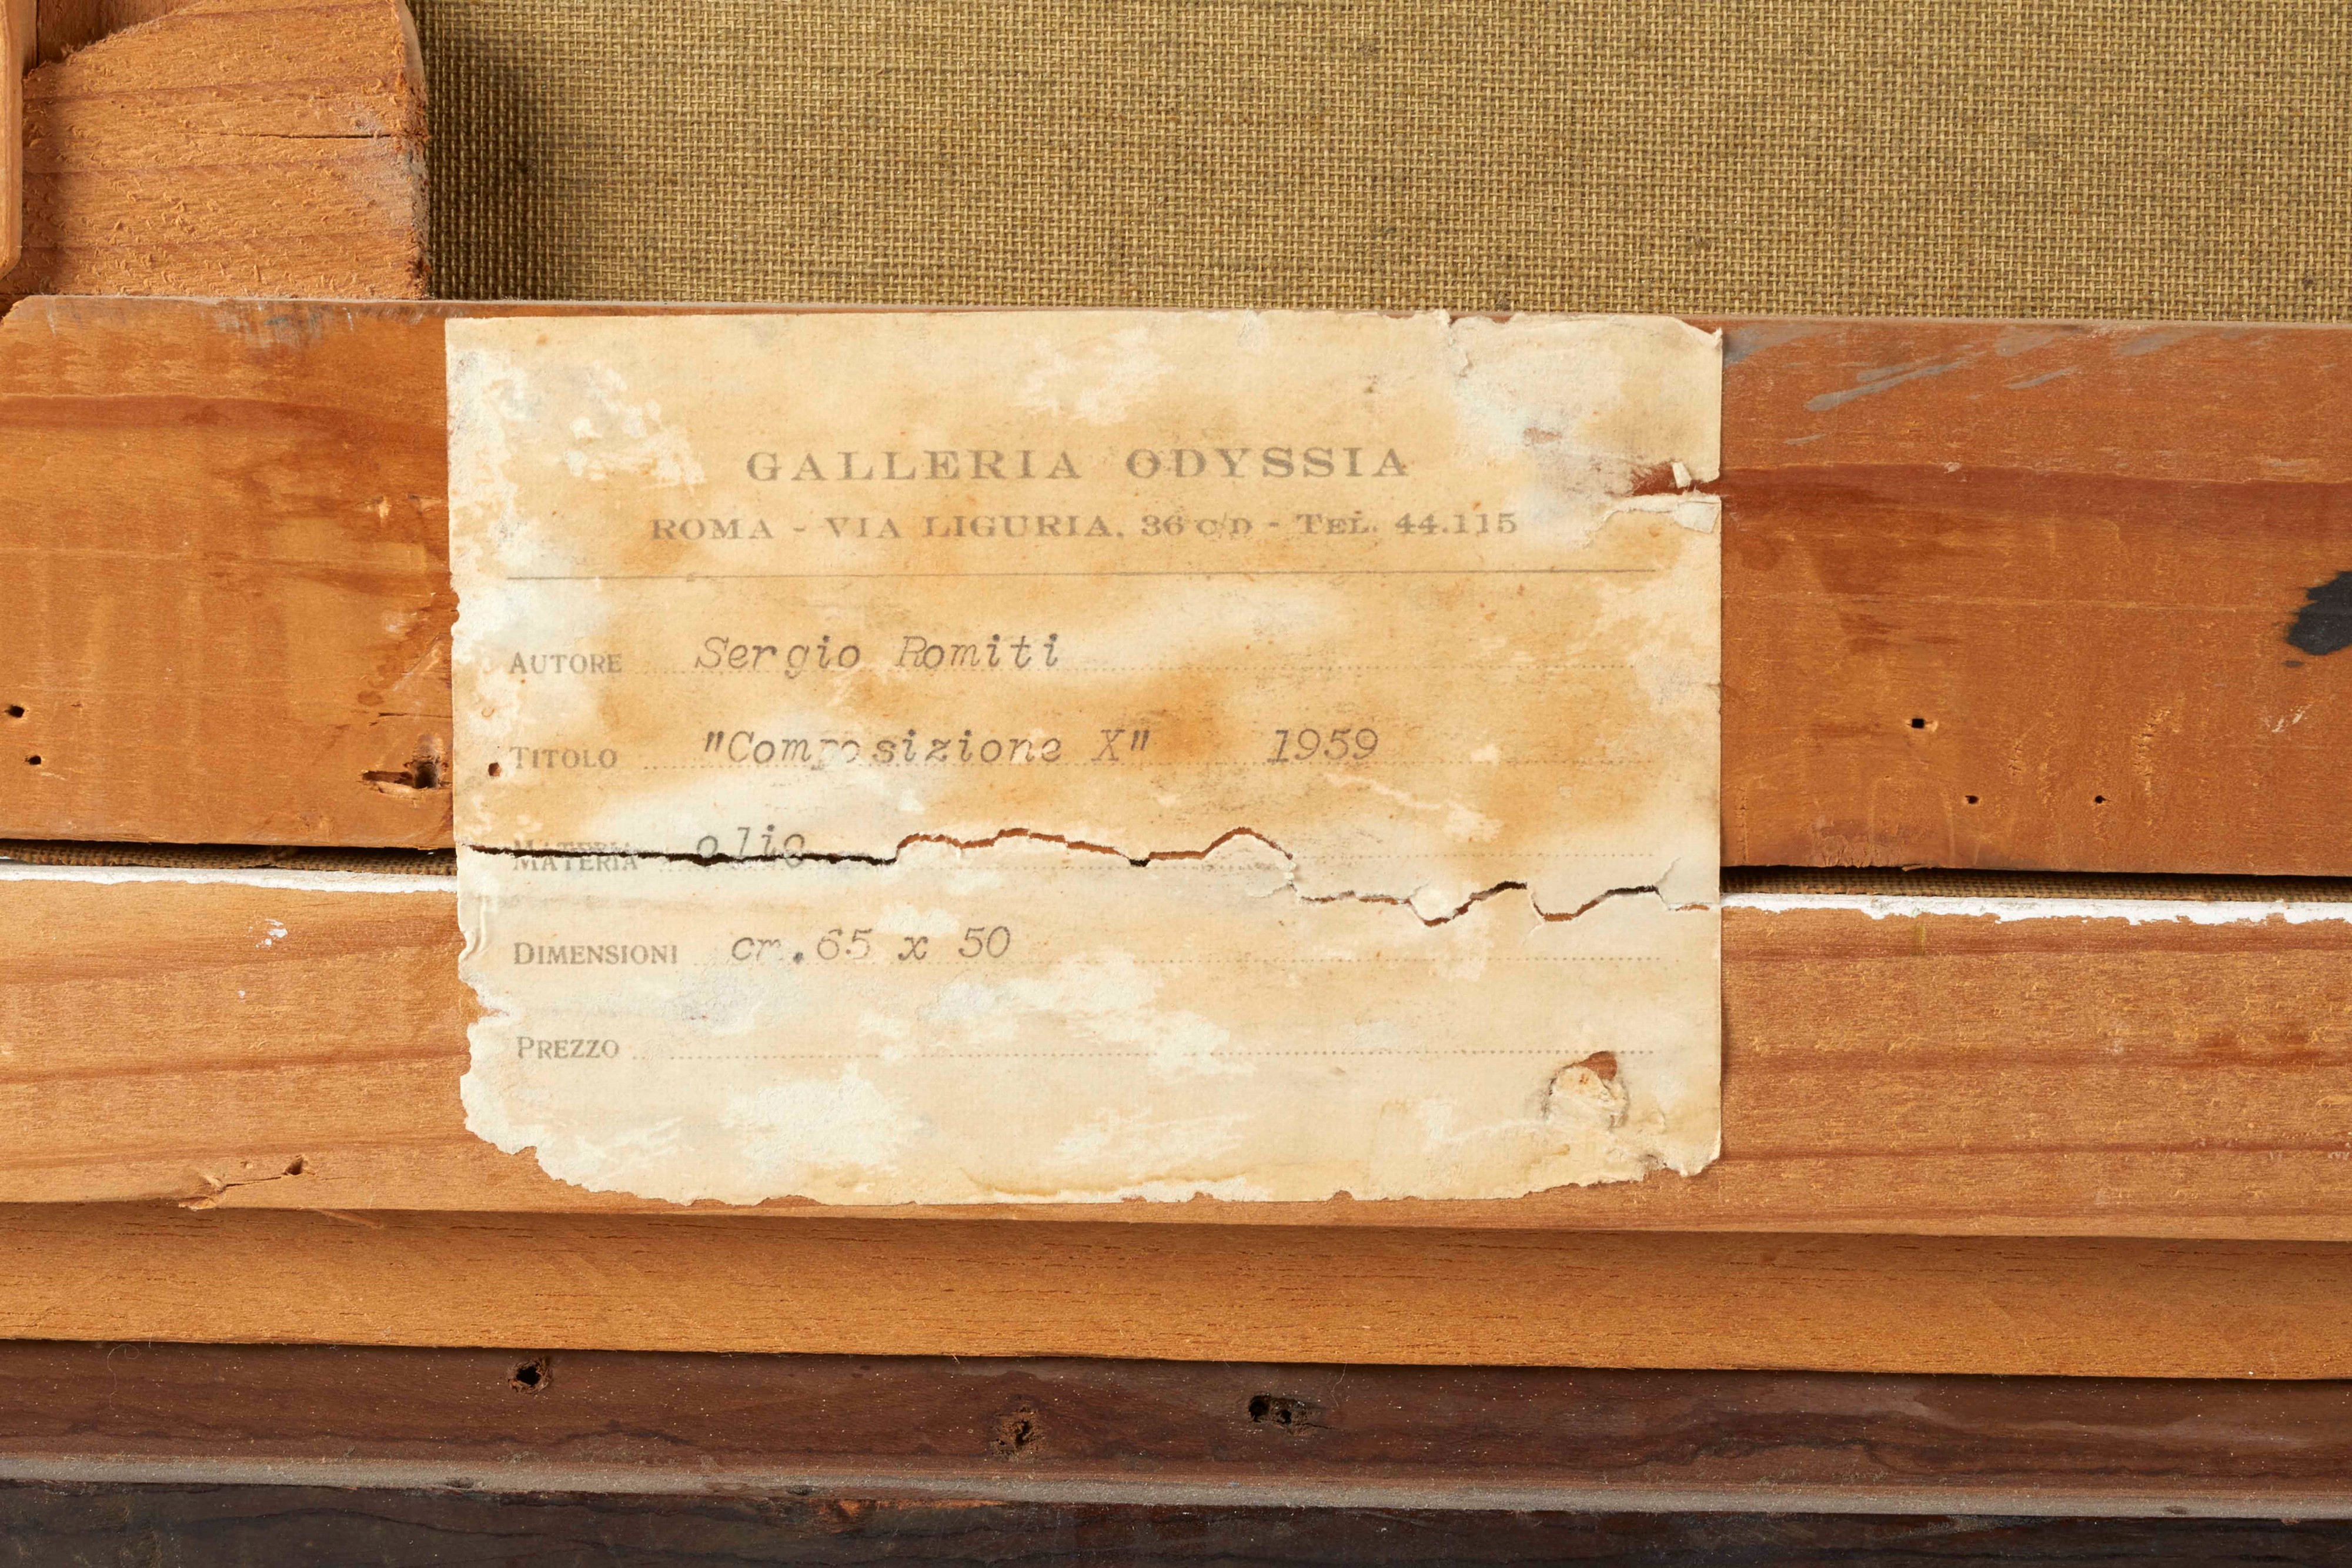 GALLERIA ODYSSIA
ROMA - VIA LIGURIA, 36 C/D - TEL. 44.115
AUTORE Sergio Romiti
TITOLO "Composizione X" 1959
MATERIA olio
DIMENSIONI cm.65 x 50
PREZZO